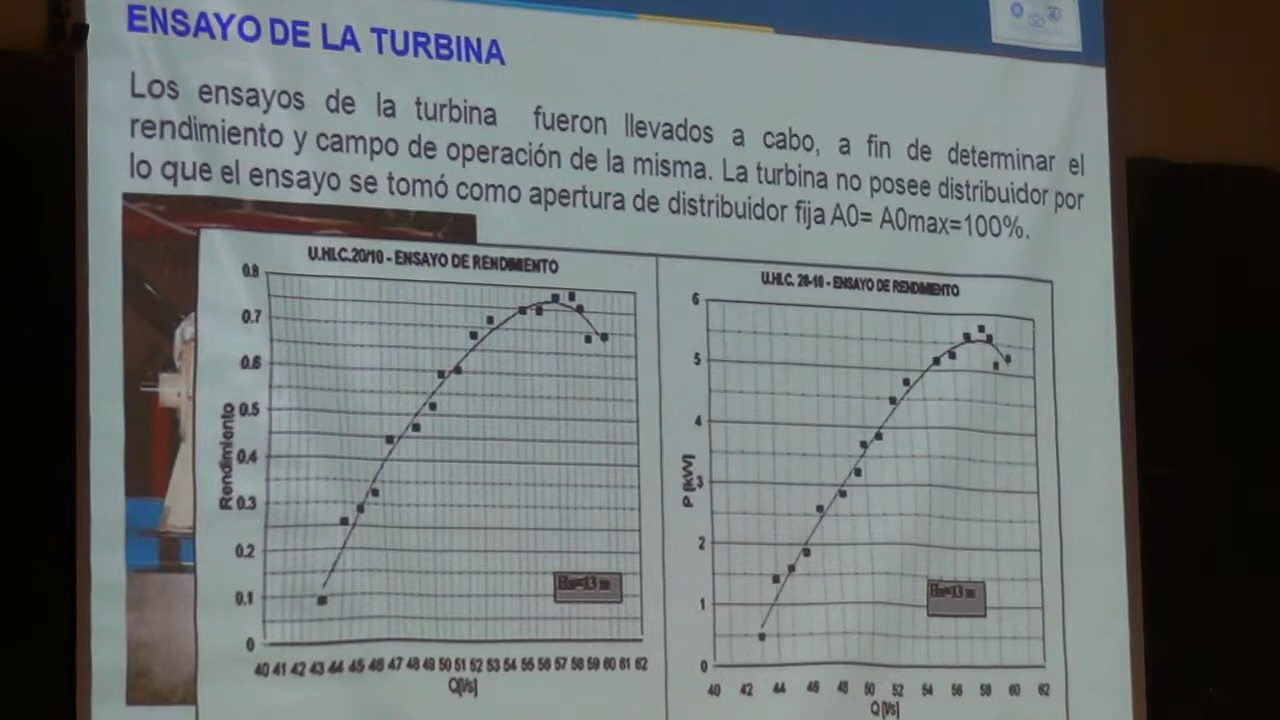 ENSAYO DE LA TURBINA
Los ensayos de la turbina fueron llevados a cabo, a fin de determinar el
rendimiento y campo de operación de la misma. La turbina no posee distribuidor por
lo que el ensayo se tomó como apertura de distribuidor fija A0= A0max=100%.
U.HI.C.20/10 - ENSAYO DE RENDIMIENTO
0.8
0.7
0.6
0.5
0.4
0.3
0.2
0.1
0
Rendimiento
Hn=13 m
40 41 42 43 44 45 46 47 48 49 50 51 52 53 54 55 56 57 58 59 60 61 62
Q[l/s]
U.HI.C. 20-10 - ENSAYO DE RENDIMIENTO
6
5
4
3
2
1
0
P [kW]
Hn=13 m
40 42 44 46 48 50 52 54 56 58 60 62
Q [l/s]